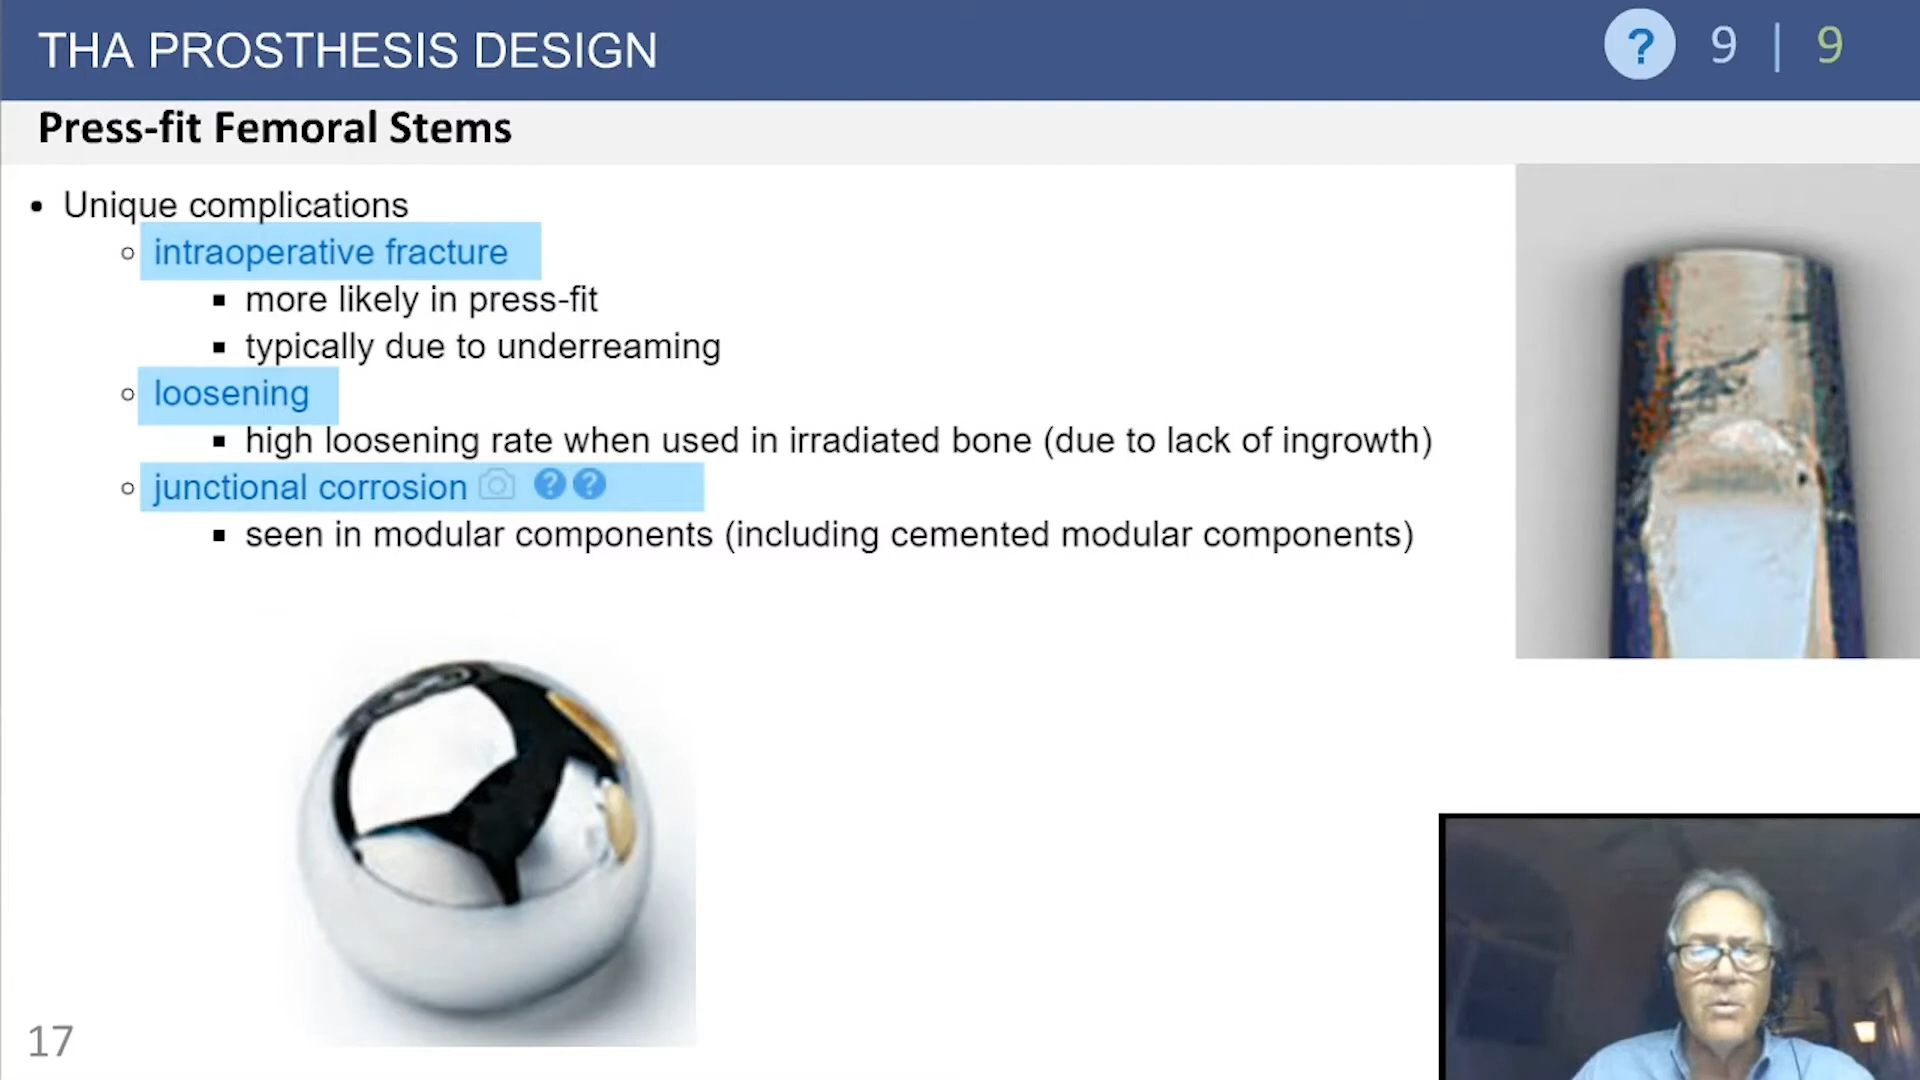 THA PROSTHESIS DESIGN
? 9 | 9
Press-fit Femoral Stems
• Unique complications
○ intraoperative fracture
▪ more likely in press-fit
▪ typically due to underreaming
○ loosening
▪ high loosening rate when used in irradiated bone (due to lack of ingrowth)
○ junctional corrosion ? ?
▪ seen in modular components (including cemented modular components)
17